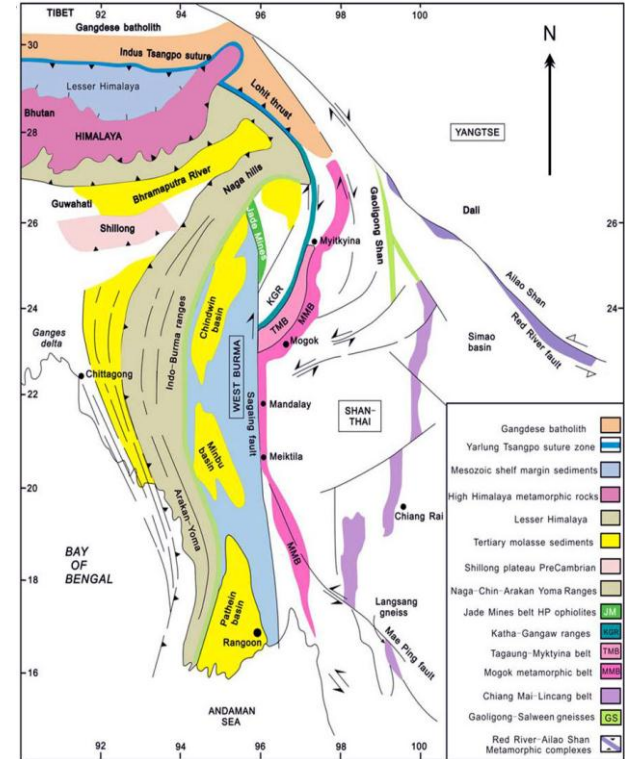 92 94 96 98 100
TIBET
Gangdese batholith
30
Indus Tsangpo suture
Lesser Himalaya
Lohit thrust
N
Bhutan
HIMALAYA
28
YANGTSE
Bhramaputra River
Naga hills
Guwahati
26
Shillong
Jade Mines
Gaoligong Shan
Dali
Myitkyina
KGR
Ailao Shan
Red River fault
24
Ganges
delta
Indo-Burma ranges
Chindwin
basin
TMB
MMB
Mogok
Simao
basin
Chittagong
22
WEST BURMA
Sagaing fault
Mandalay
SHAN-
THAI
Minbu
basin
Meiktila
20
Arakan-Yoma
Chiang Rai
BAY
OF
BENGAL
MMB
18
Pathein
basin
Langsang
gneiss
Rangoon
Mae Ping fault
16
ANDAMAN
SEA
92 94 96 98 100
Gangdese batholith
Yarlung Tsangpo suture zone
Mesozoic shelf margin sediments
High Himalaya metamorphic rocks
Lesser Himalaya
Tertiary molasse sediments
Shillong plateau PreCambrian
Naga-Chin-Arakan Yoma Ranges
Jade Mines belt HP ophiolites JM
Katha-Gangaw ranges KGR
Tagaung-Myktyina belt TMB
Mogok metamorphic belt MMB
Chiang Mai-Lincang belt
Gaoligong-Salween gneisses GS
Red River-Ailao Shan
Metamorphic complexes